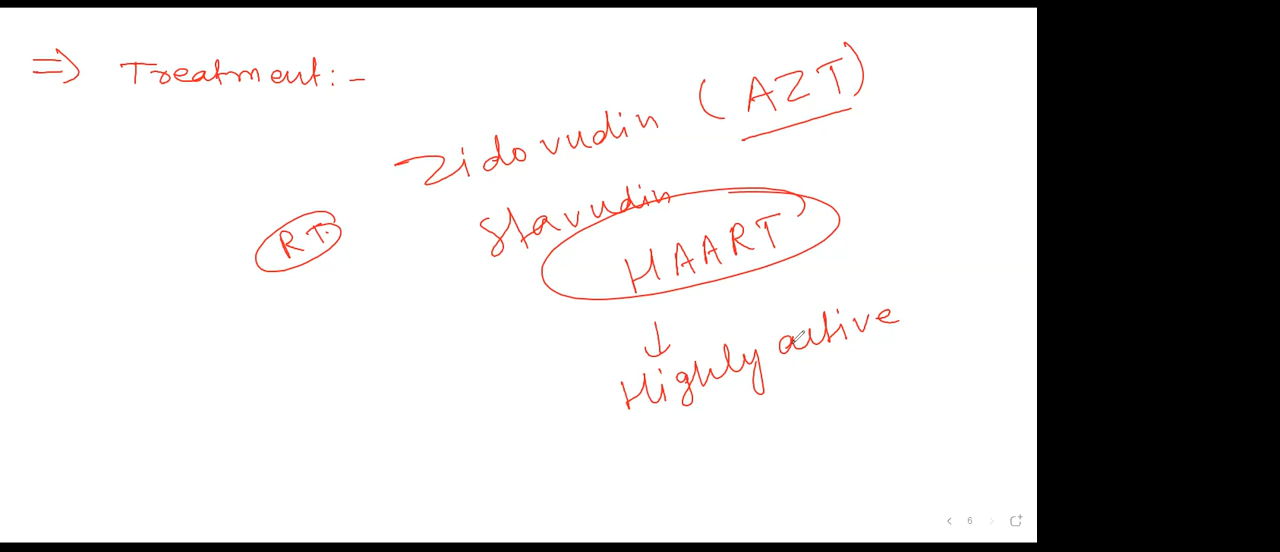 ⇒ Treatment:-
Zidovudin (AZT)
Stavudin
RT.
HAART
↓
Highly active
6